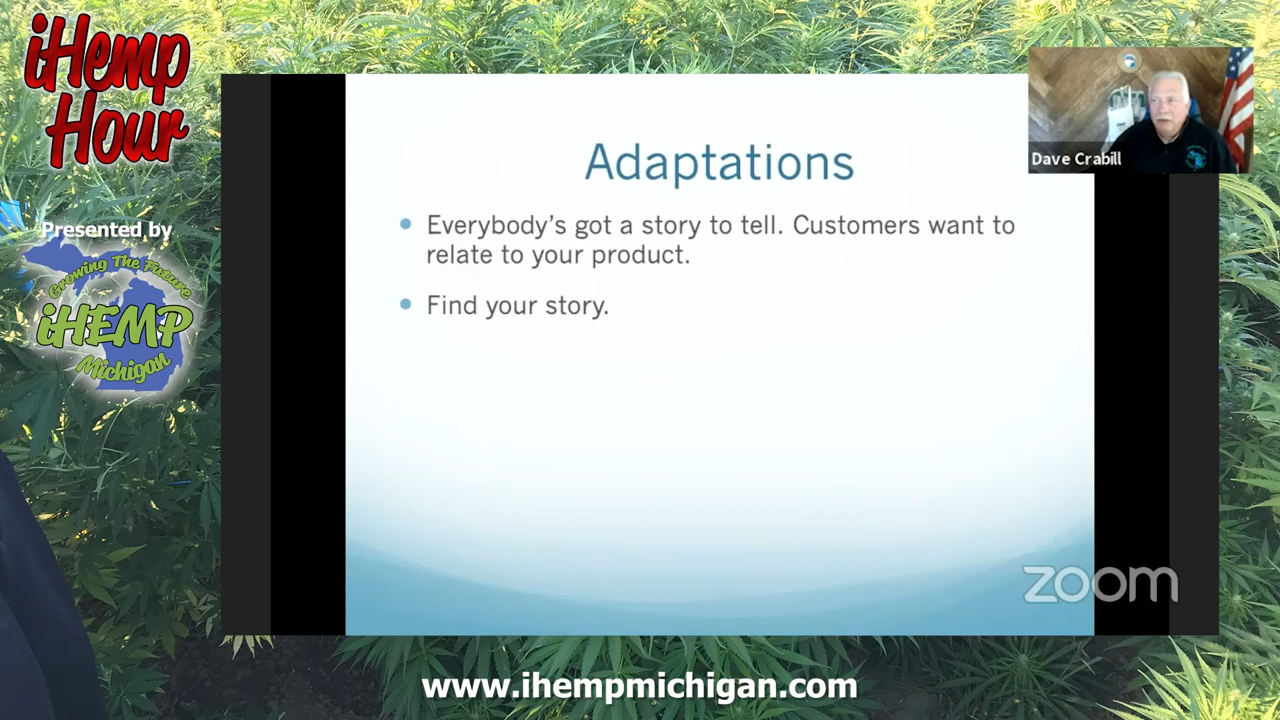 iHemp
Hour
Presented by
Growing The Future
iHEMP
Michigan
Adaptations
Everybody's got a story to tell. Customers want to
relate to your product.
Find your story.
Dave Crabill
zoom
www.ihempmichigan.com